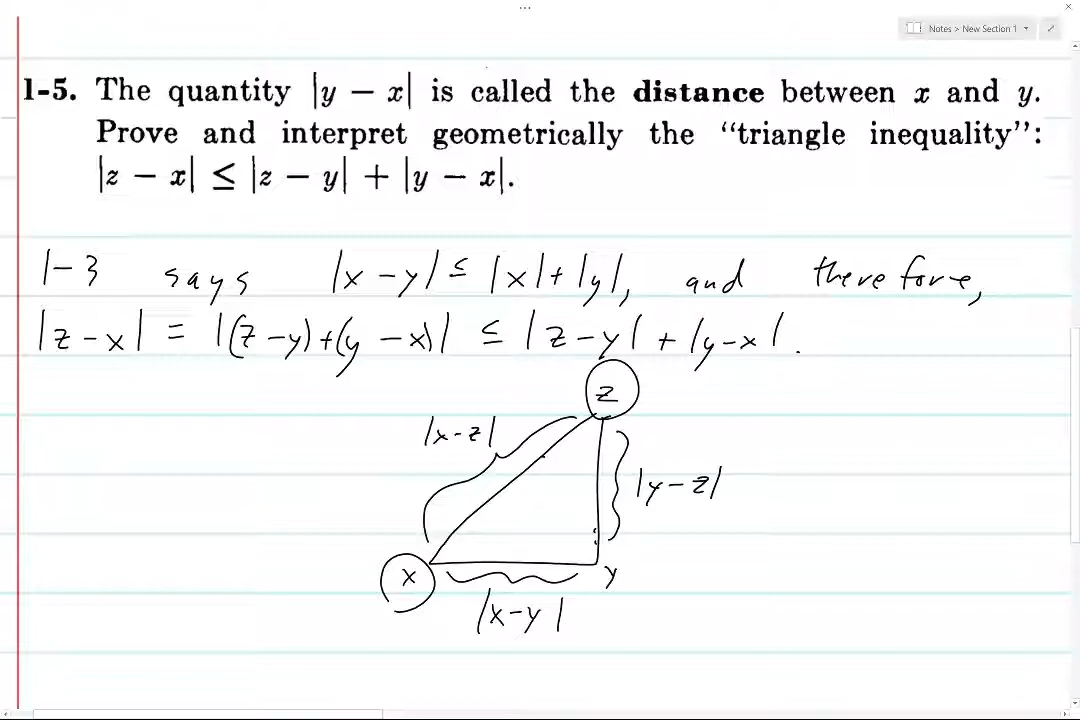 Notes > New Section 1
1-5. The quantity |y − x| is called the distance between x and y.
Prove and interpret geometrically the “triangle inequality”:
|z − x| ≤ |z − y| + |y − x|.
1-3 says |x-y| ≤ |x|+|y|, and therefore,
|z-x| = |(z-y)+(y-x)| ≤ |z-y| + |y-x|.
z
|x-z|
|y-z|
x
y
|x-y|